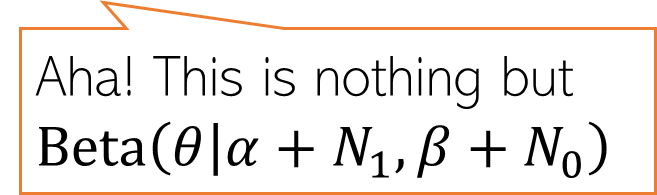 Aha! This is nothing but
Beta(θ|α + N₁, β + N₀)